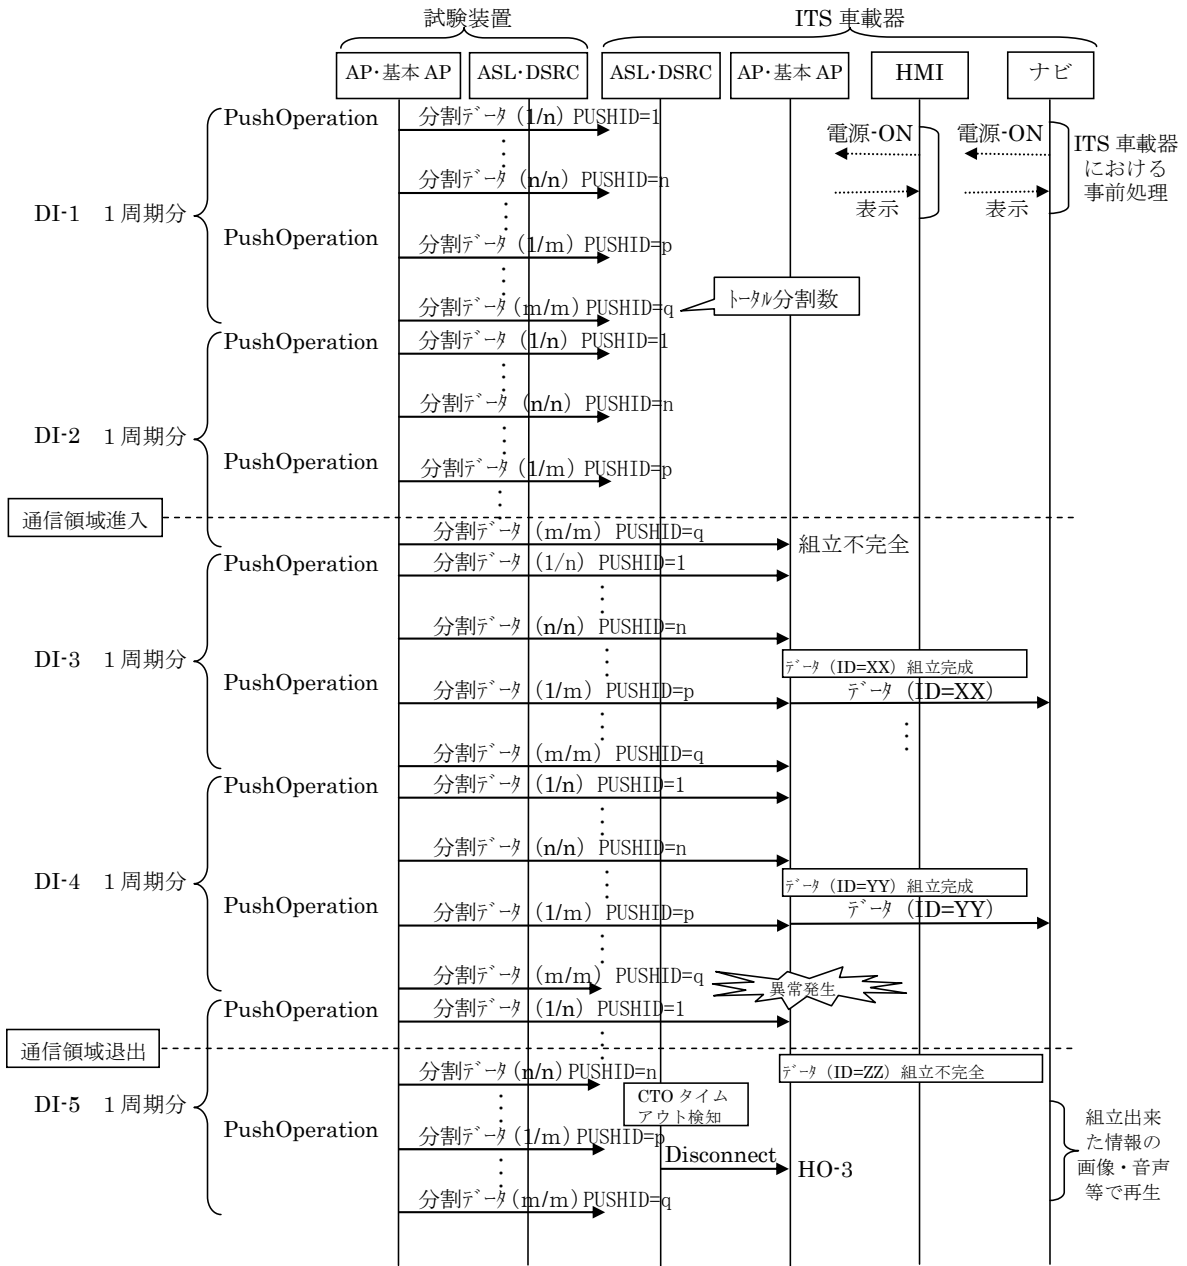 試験装置
ITS 車載器
AP・基本 AP
ASL・DSRC
ASL・DSRC
AP・基本 AP
HMI
ナビ
PushOperation
分割ﾃﾞｰﾀ (1/n) PUSHID=1
電源-ON
電源-ON
ITS 車載器
における
事前処理
分割ﾃﾞｰﾀ (n/n) PUSHID=n
表示
表示
DI-1 1 周期分
PushOperation
分割ﾃﾞｰﾀ (1/m) PUSHID=p
分割ﾃﾞｰﾀ (m/m) PUSHID=q
ﾄｰﾀﾙ分割数
PushOperation
分割ﾃﾞｰﾀ (1/n) PUSHID=1
分割ﾃﾞｰﾀ (n/n) PUSHID=n
DI-2 1 周期分
PushOperation
分割ﾃﾞｰﾀ (1/m) PUSHID=p
通信領域進入
分割ﾃﾞｰﾀ (m/m) PUSHID=q
組立不完全
PushOperation
分割ﾃﾞｰﾀ (1/n) PUSHID=1
分割ﾃﾞｰﾀ (n/n) PUSHID=n
DI-3 1 周期分
ﾃﾞｰﾀ (ID=XX) 組立完成
PushOperation
分割ﾃﾞｰﾀ (1/m) PUSHID=p
ﾃﾞｰﾀ (ID=XX)
分割ﾃﾞｰﾀ (m/m) PUSHID=q
PushOperation
分割ﾃﾞｰﾀ (1/n) PUSHID=1
分割ﾃﾞｰﾀ (n/n) PUSHID=n
DI-4 1 周期分
ﾃﾞｰﾀ (ID=YY) 組立完成
PushOperation
分割ﾃﾞｰﾀ (1/m) PUSHID=p
ﾃﾞｰﾀ (ID=YY)
分割ﾃﾞｰﾀ (m/m) PUSHID=q
異常発生
PushOperation
分割ﾃﾞｰﾀ (1/n) PUSHID=1
通信領域退出
分割ﾃﾞｰﾀ (n/n) PUSHID=n
ﾃﾞｰﾀ (ID=ZZ) 組立不完全
CTO タイム
アウト検知
DI-5 1 周期分
PushOperation
分割ﾃﾞｰﾀ (1/m) PUSHID=p
組立出来
た情報の
画像・音声
等で再生
Disconnect
HO-3
分割ﾃﾞｰﾀ (m/m) PUSHID=q